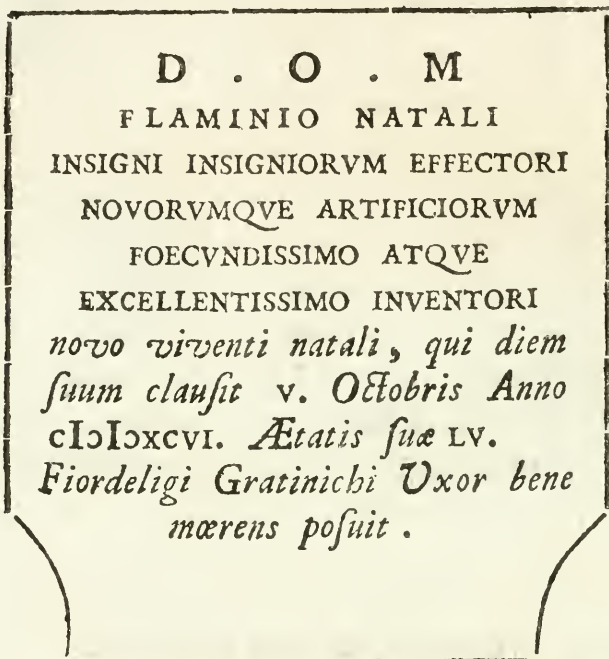 D . O . M
FLAMINIO NATALI
INSIGNI INSIGNIORVM EFFECTORI
NOVORVMQVE ARTIFICIORVM
FOECVNDISSIMO ATQVE
EXCELLENTISSIMO INVENTORI
novo viventi natali, qui diem
ſuum clauſit v. Octobris Anno
cIↄIↄxcvi. Ætatis ſuæ LV.
Fiordeligi Gratinichi Uxor bene
mœrens poſuit .